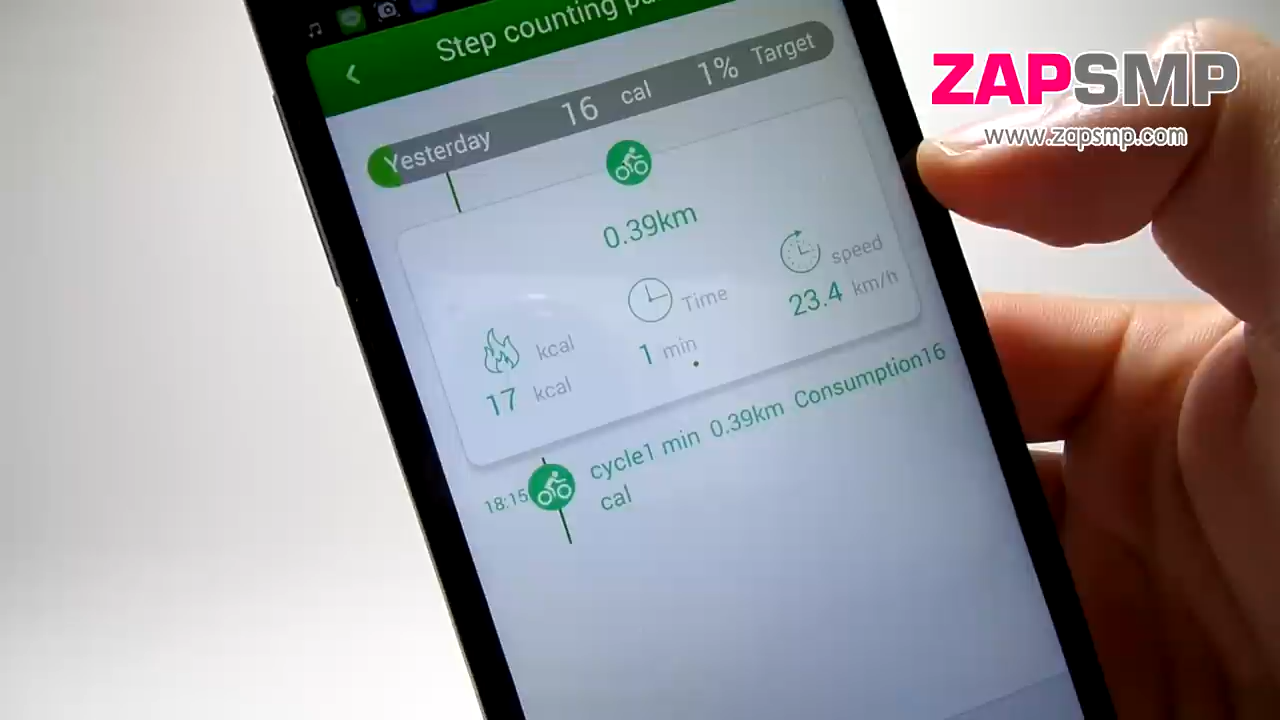 Step counting
Yesterday 16 cal 1% Target
0.39km
kcal
17 kcal
Time
1 min
speed
23.4 km/h
18:15
cycle1 min 0.39km Consumption16
cal
ZAPSMP
www.zapsmp.com